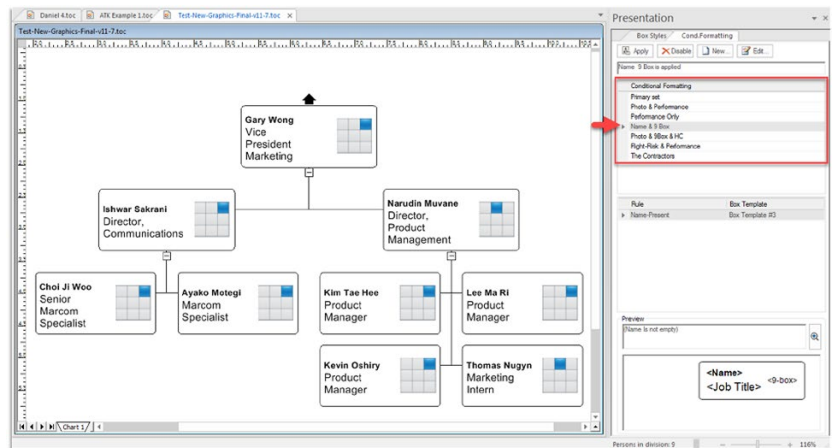 Daniel 4.toc
ATK Example 1.toc
Test-New-Graphics-Final-v11-7.toc
Test-New-Graphics-Final-v11-7.toc
Gary Wong
Vice
President
Marketing
Ishwar Sakrani
Director,
Communications
Narudin Muvane
Director,
Product
Management
Choi Ji Woo
Senior
Marcom
Specialist
Ayako Motegi
Marcom
Specialist
Kim Tae Hee
Product
Manager
Lee Ma Ri
Product
Manager
Kevin Oshiry
Product
Manager
Thomas Nugyn
Marketing
Intern
Chart 1
Presentation
Box Styles
Cond.Formatting
Apply
Disable
New...
Edit...
Name 9 Box is applied
Conditional Formatting
Primary set
Photo & Performance
Performance Only
Name & 9 Box
Photo & 9Box & HC
Right-Risk & Performance
The Contractors
Rule
Box Template
Name-Present
Box Template #3
Preview
(Name Is not empty)
<Name>
<Job Title>
<9-box>
Persons in division: 9
116%